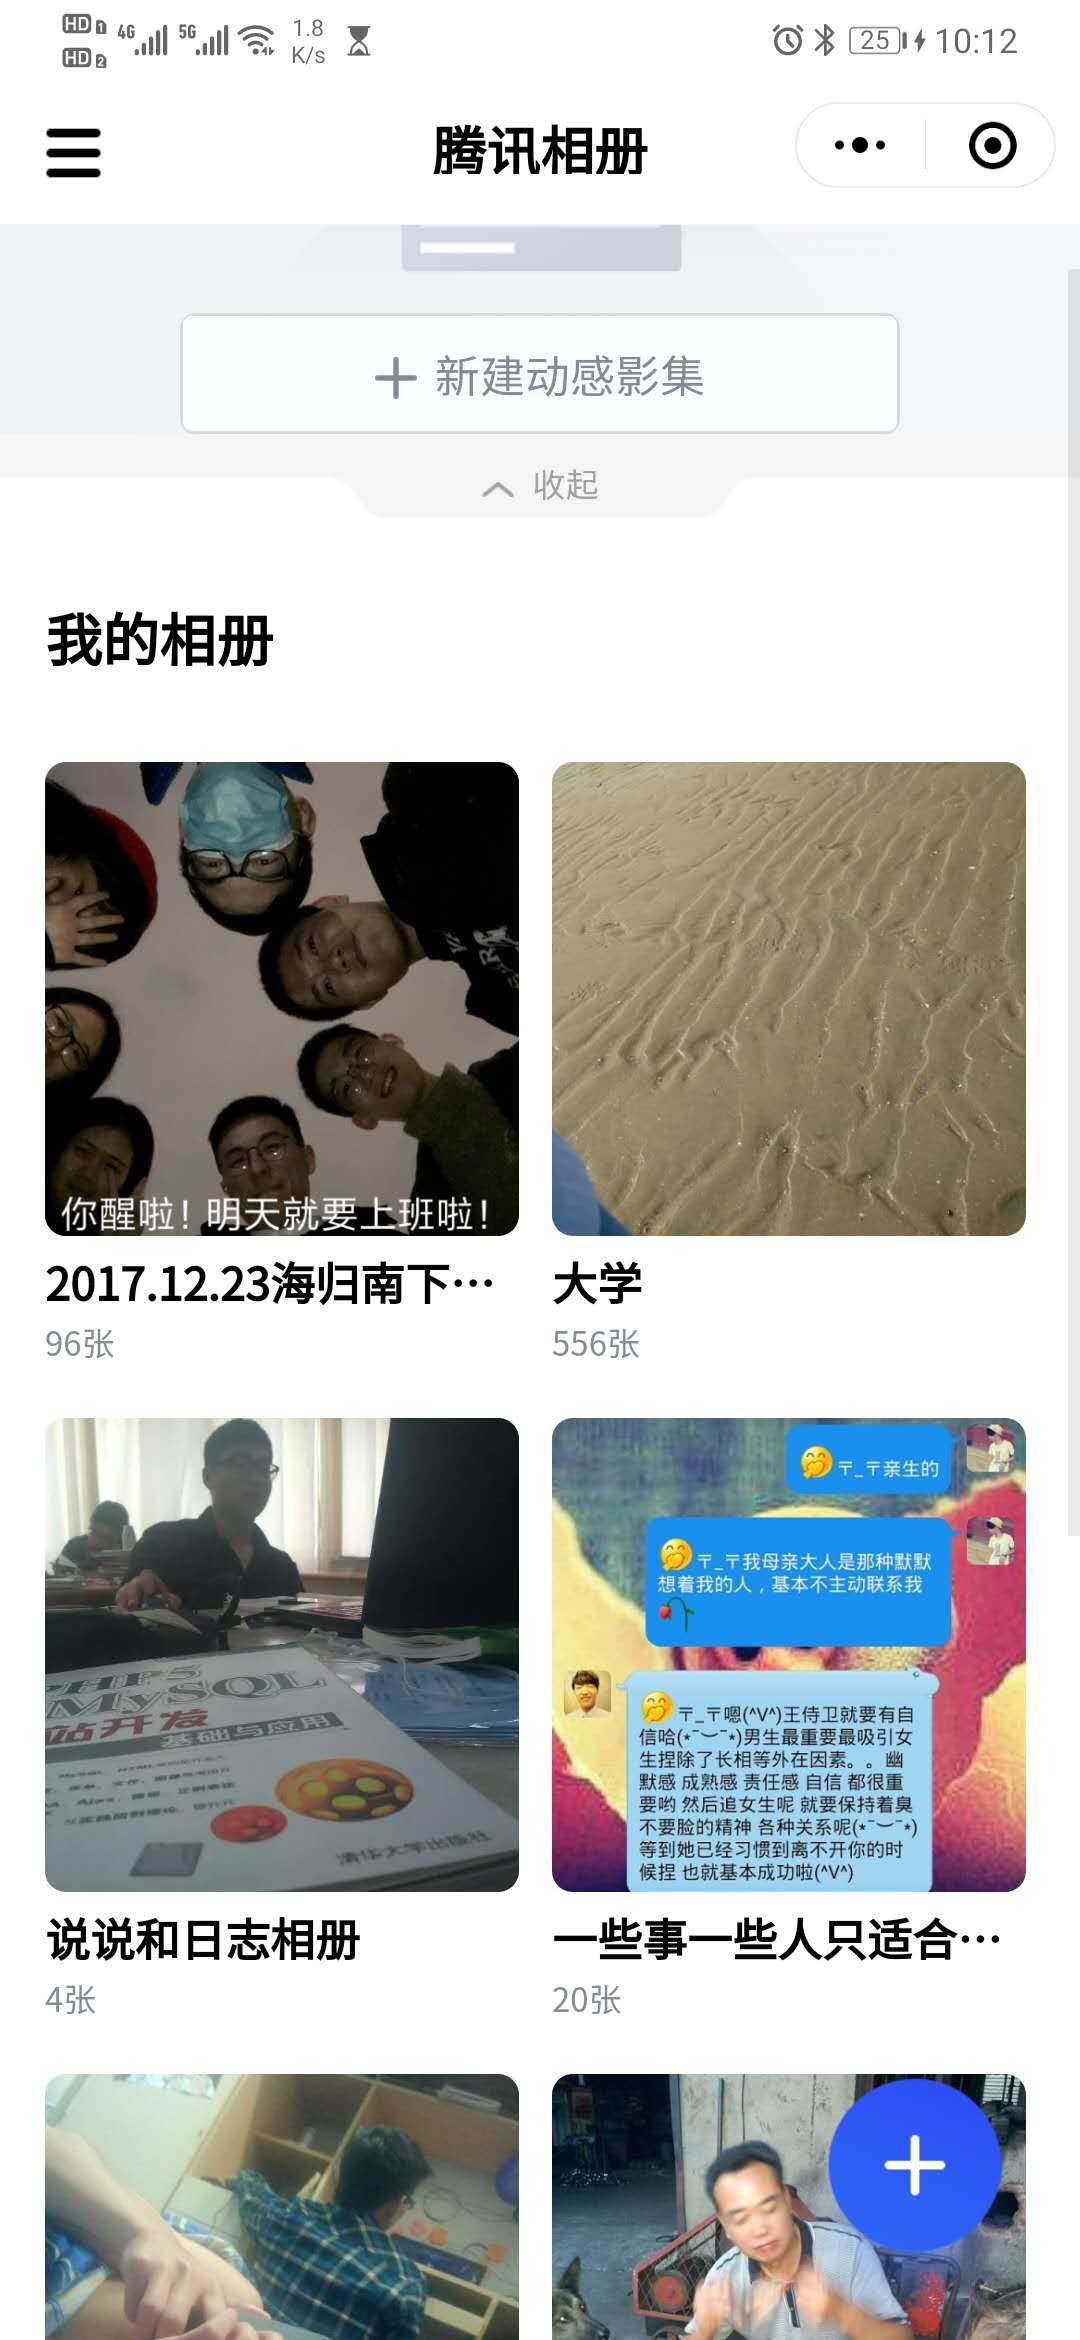 HD 1 4G 5G 1.8 25 10:12
HD 2 K/s
腾讯相册
新建动感影集
收起
我的相册
你醒啦！明天就要上班啦！
2017.12.23海归南下…
96张
大学
556张
PHP5
MySQL
站开发
基础与应用
清华大学出版社
〒_〒亲生的
〒_〒我母亲大人是那种默默
想着我的人，基本不主动联系我
〒_〒嗯(^V^)王侍卫就要有自
信哈(⋆ˉ︶ˉ⋆)男生最重要最吸引女
生捏除了长相等外在因素。。幽
默感 成熟感 责任感 自信 都很重
要哟 然后追女生呢 就要保持着臭
不要脸的精神 各种关系呢(⋆ˉ︶ˉ⋆)
等到她已经习惯到离不开你的时
候捏 也就基本成功啦(^V^)
说说和日志相册
4张
一些事一些人只适合…
20张